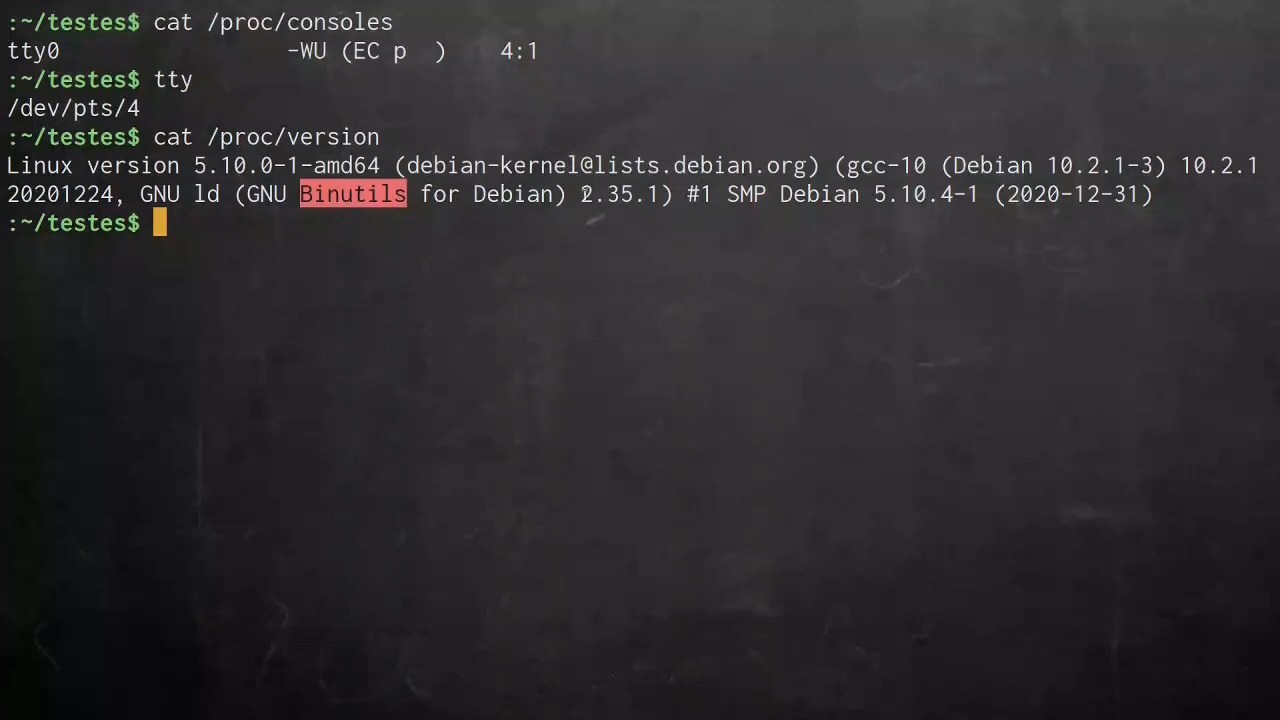 :~/testes$ cat /proc/consoles
tty0                 -WU (EC p  )    4:1
:~/testes$ tty
/dev/pts/4
:~/testes$ cat /proc/version
Linux version 5.10.0-1-amd64 (debian-kernel@lists.debian.org) (gcc-10 (Debian 10.2.1-3) 10.2.1
20201224, GNU ld (GNU Binutils for Debian) 2.35.1) #1 SMP Debian 5.10.4-1 (2020-12-31)
:~/testes$